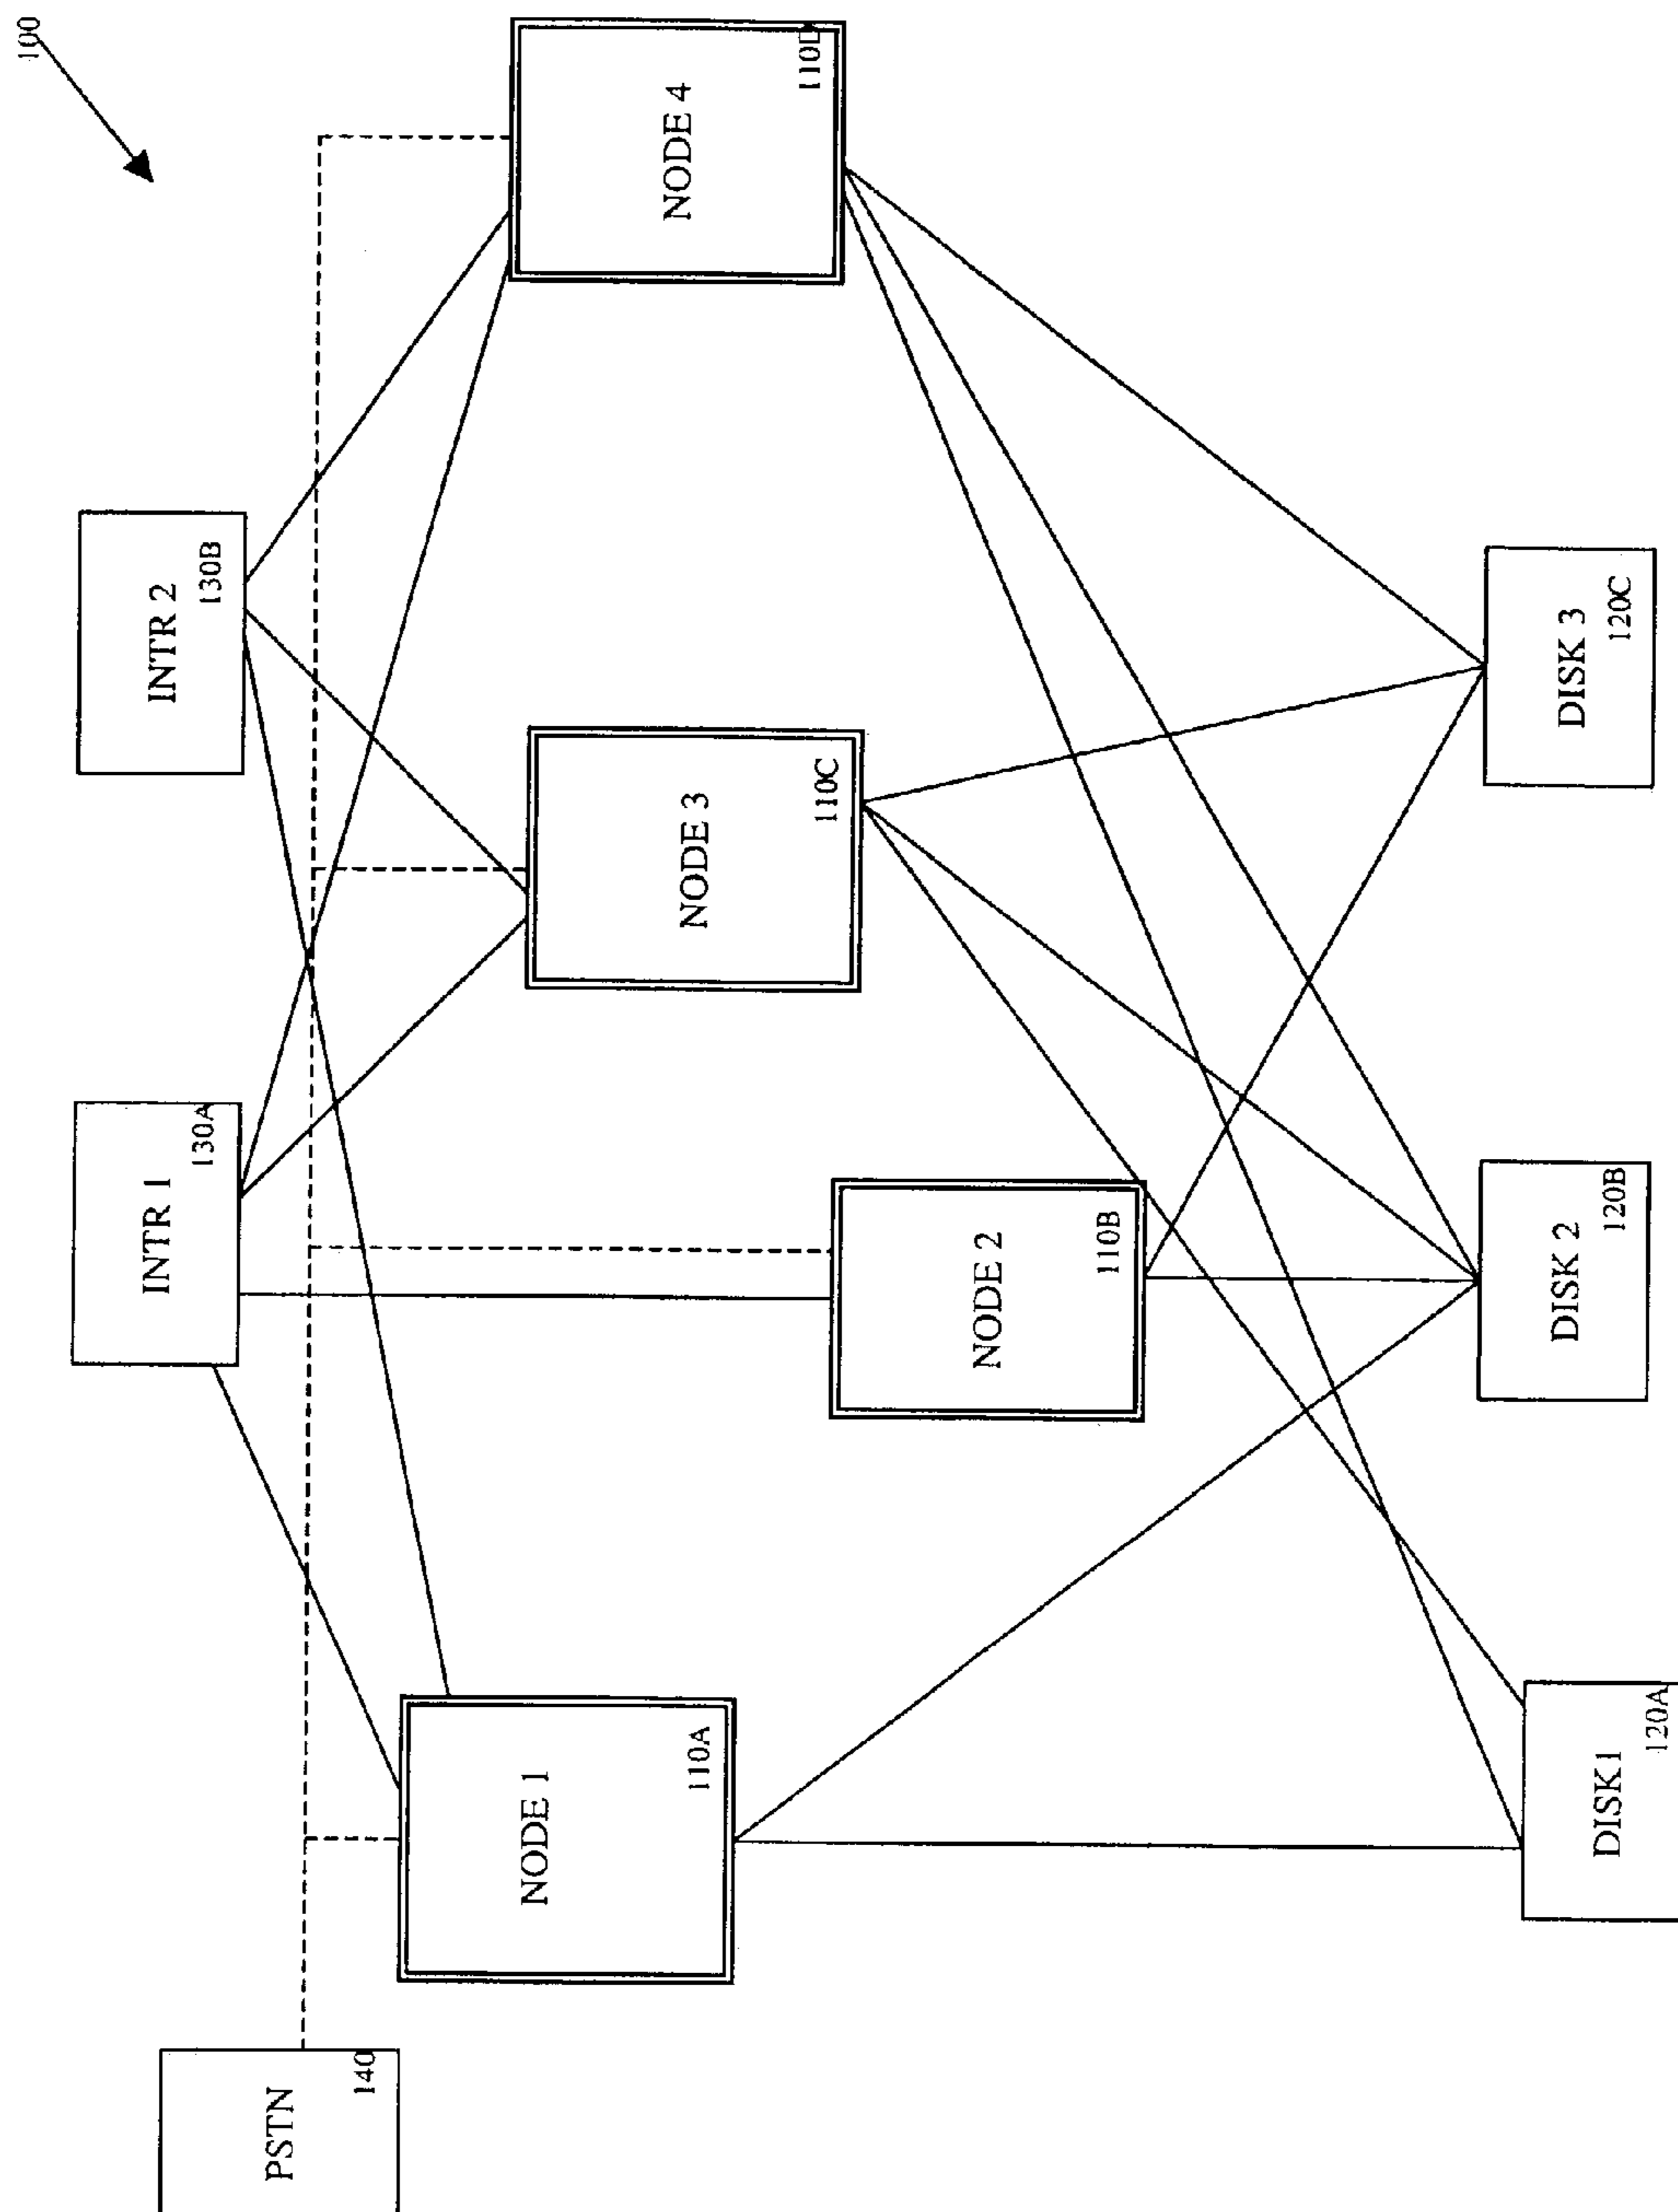 100
INTR 1
130A
INTR 2
130B
PSTN
140
NODE 1
110A
NODE 2
110B
NODE 3
110C
NODE 4
110D
DISK1
120A
DISK 2
120B
DISK 3
120C